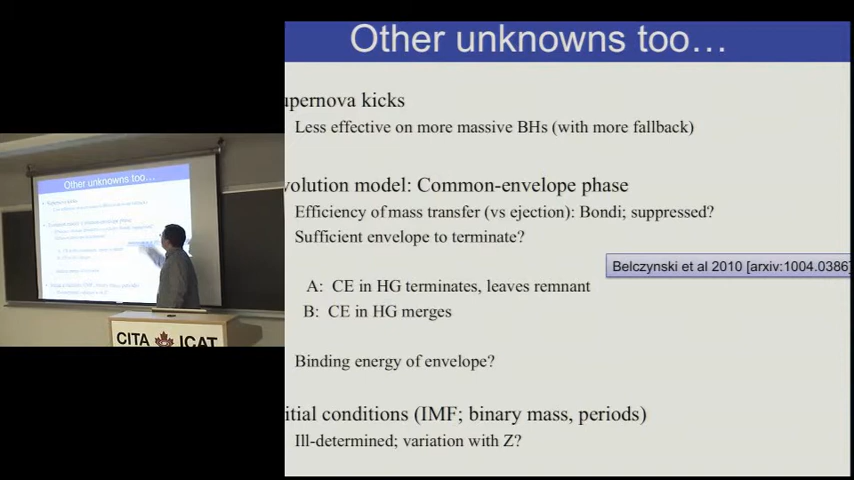 Other unknowns too…
upernova kicks
Less effective on more massive BHs (with more fallback)
volution model: Common-envelope phase
Efficiency of mass transfer (vs ejection): Bondi; suppressed?
Sufficient envelope to terminate?
Belczynski et al 2010 [arxiv:1004.0386]
A: CE in HG terminates, leaves remnant
B: CE in HG merges
Binding energy of envelope?
itial conditions (IMF; binary mass, periods)
Ill-determined; variation with Z?
Other unknowns too…
CITA ICAT